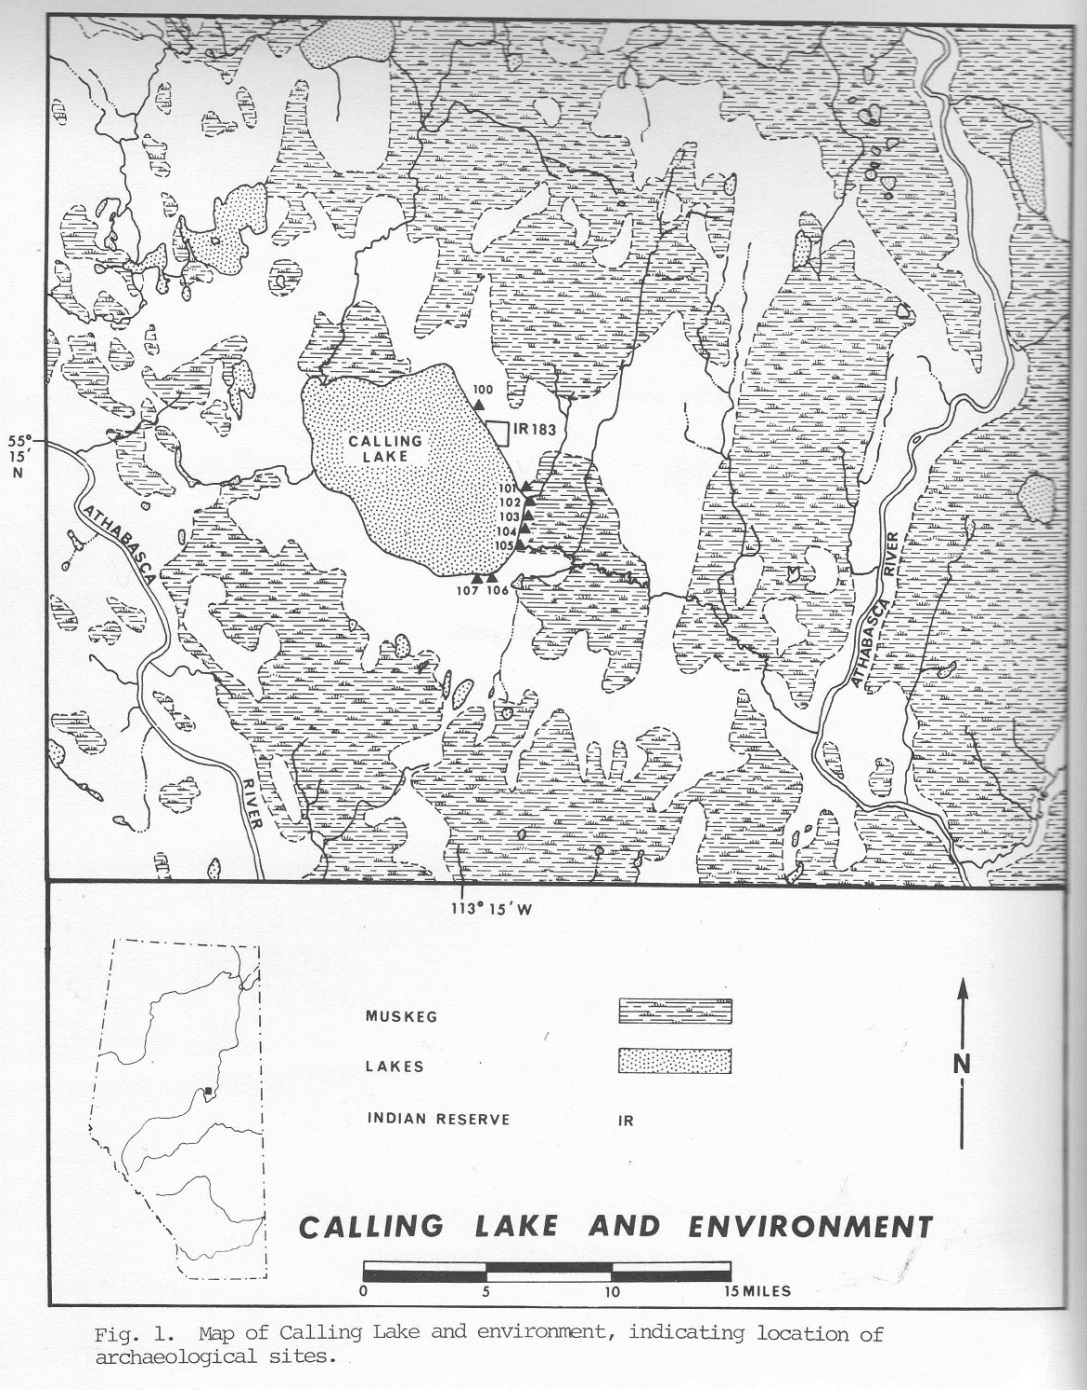 100
IR 183
CALLING
LAKE
55°
15'
N
101
102
103
104
105
107 106
ATHABASCA
RIVER
ATHABASCA RIVER
113° 15' W
MUSKEG
LAKES
INDIAN RESERVE IR
N
CALLING LAKE AND ENVIRONMENT
0 5 10 15 MILES
Fig. 1. Map of Calling Lake and environment, indicating location of
archaeological sites.